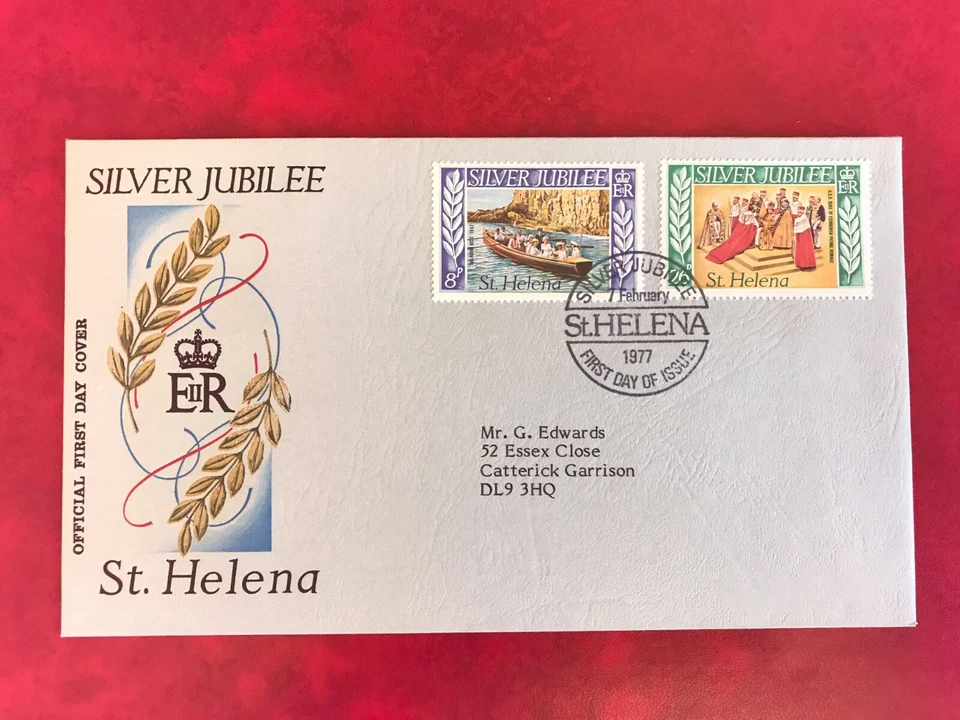 SILVER JUBILEE
OFFICIAL FIRST DAY COVER
EIIR
St. Helena
SILVER JUBILEE
EIIR
8P
St. Helena
SILVER JUBILEE
EIIR
St. Helena
SILVER JUBILEE
7 February
St.HELENA
1977
FIRST DAY OF ISSUE
Mr. G. Edwards
52 Essex Close
Catterick Garrison
DL9 3HQ